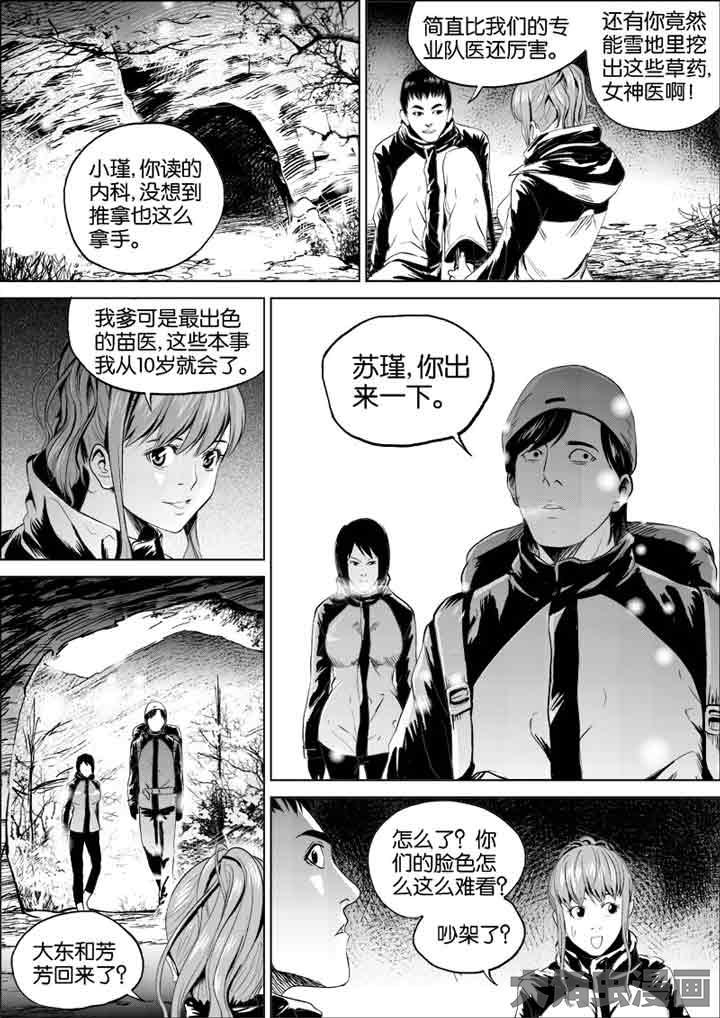 小瑾，你读的
内科，没想到
推拿也这么
拿手。
简直比我们的专
业队医还厉害。
还有你竟然
能雪地里挖
出这些草药，
女神医啊！
我爹可是最出色
的苗医，这些本事
我从10岁就会了。
大东和芳
芳回来了？
苏瑾，你出
来一下。
怎么了？你
们的脸色怎
么这么难看？
吵架了？